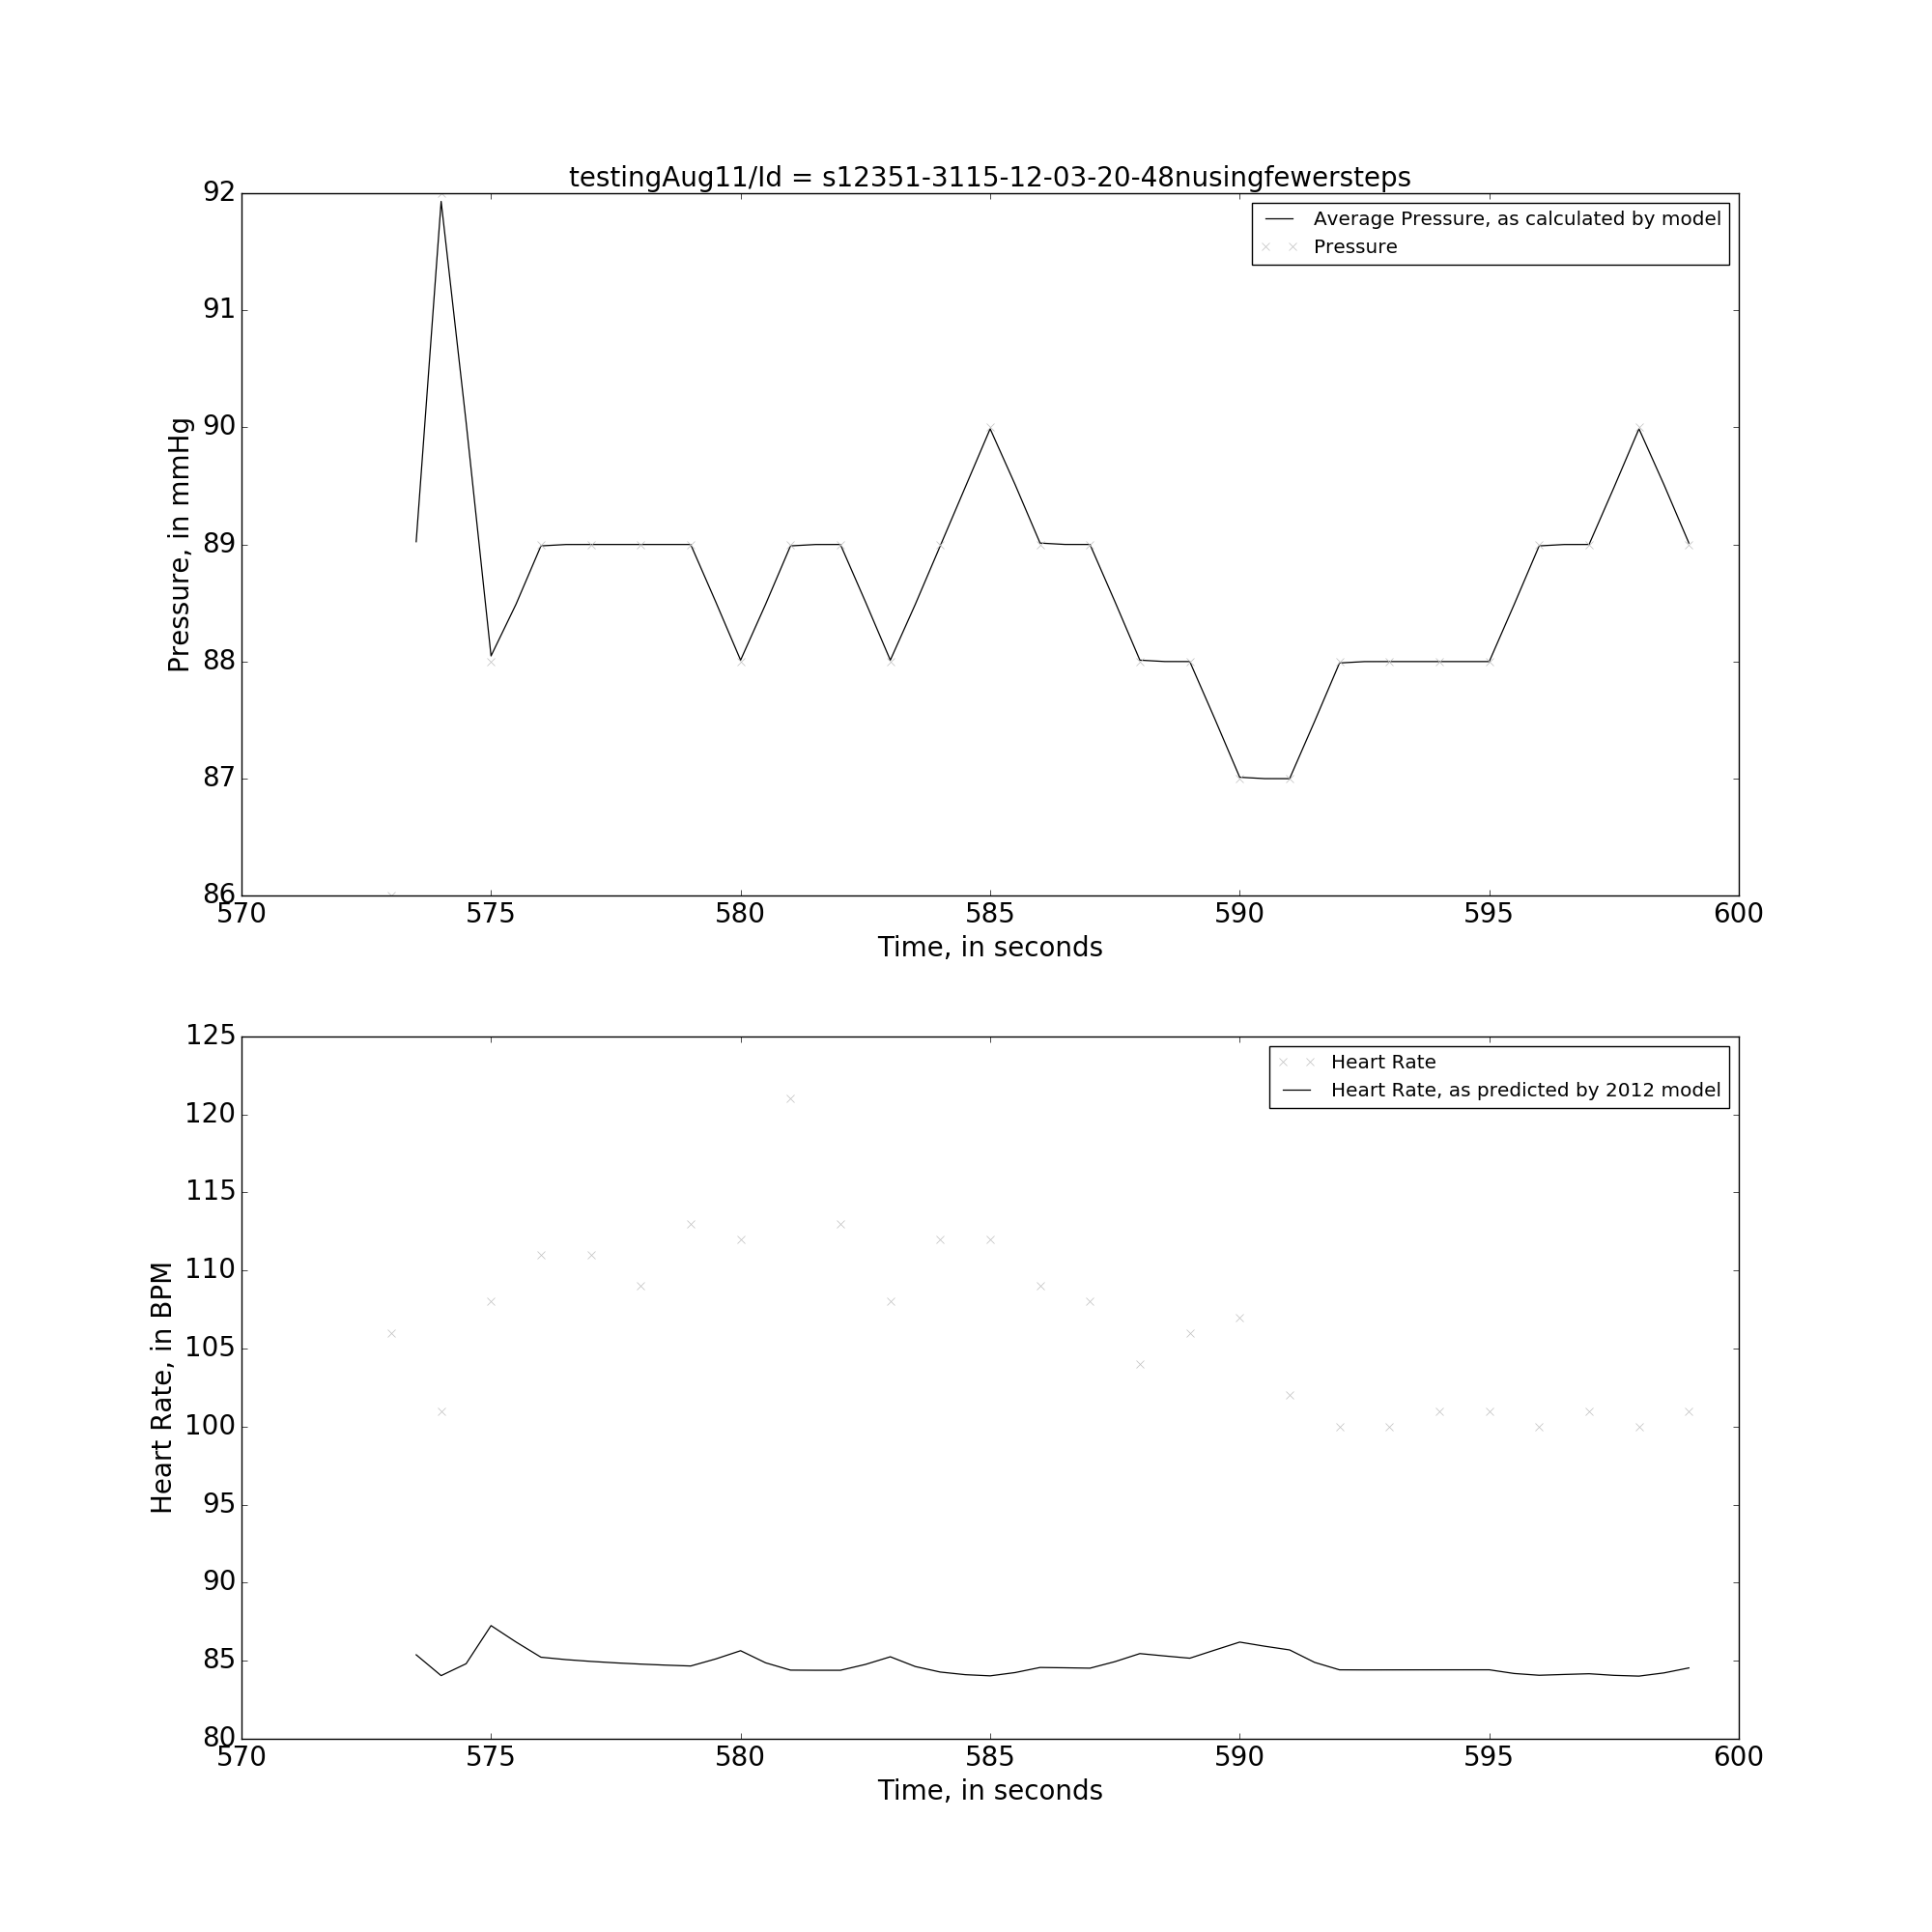 testingAug11/Id = s12351-3115-12-03-20-48nusingfewersteps
92
91
90
89
88
87
86
Pressure, in mmHg
Average Pressure, as calculated by model
Pressure
570 575 580 585 590 595 600
Time, in seconds
125
120
115
110
105
100
95
90
85
80
Heart Rate, in BPM
Heart Rate
Heart Rate, as predicted by 2012 model
570 575 580 585 590 595 600
Time, in seconds